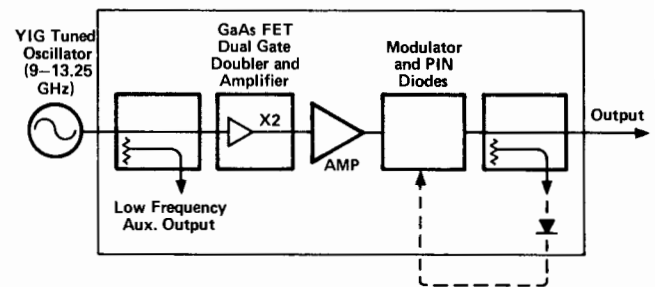 YIG Tuned
Oscillator
(9–13.25
GHz)
GaAs FET
Dual Gate
Doubler and
Amplifier
Modulator
and PIN
Diodes
X2
AMP
Output
Low Frequency
Aux. Output